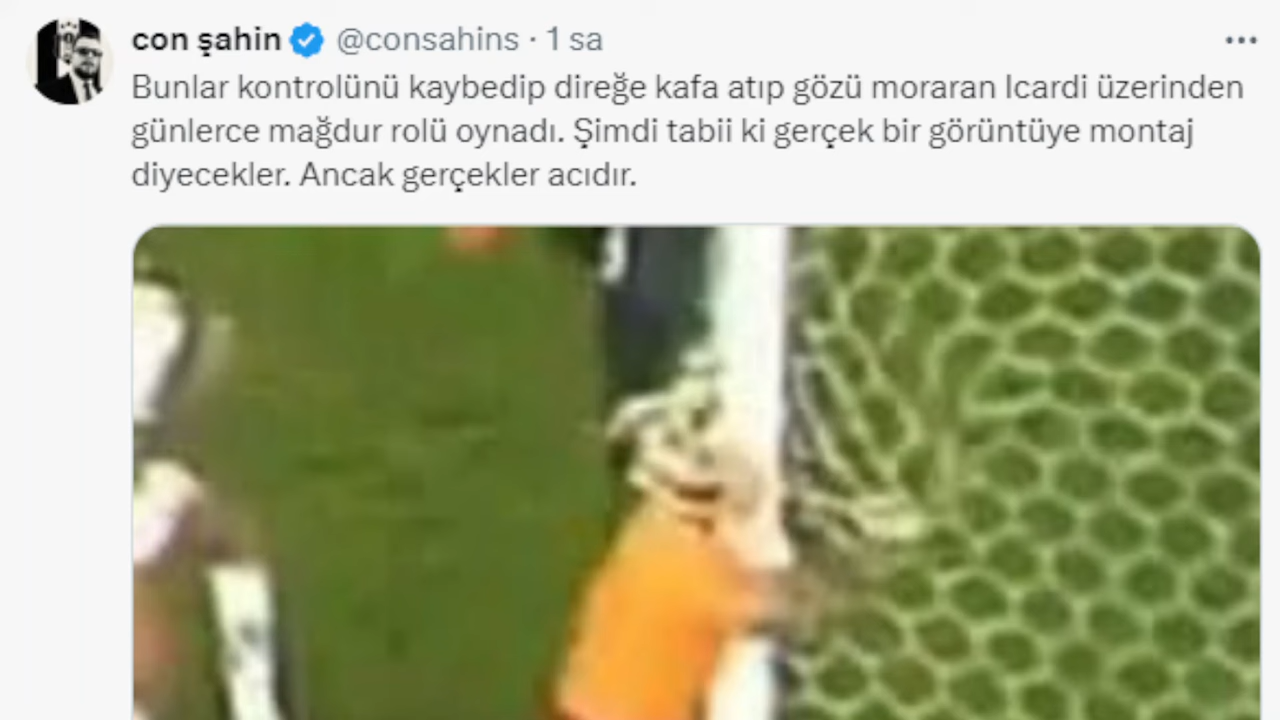 con şahin @consahins · 1 sa
Bunlar kontrolünü kaybedip direğe kafa atıp gözü moraran Icardi üzerinden
günlerce mağdur rolü oynadı. Şimdi tabii ki gerçek bir görüntüye montaj
diyecekler. Ancak gerçekler acıdır.